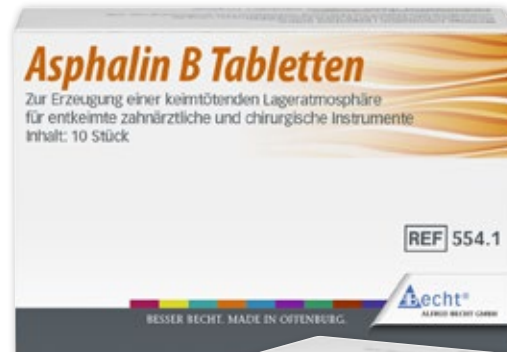 Asphalin B Tabletten
Zur Erzeugung einer keimtötenden Lageratmosphäre
für entkeimte zahnärztliche und chirurgische Instrumente
Inhalt: 10 Stück
REF 554.1
Becht®
ALFRED BECHT GMBH
BESSER BECHT. MADE IN OFFENBURG.